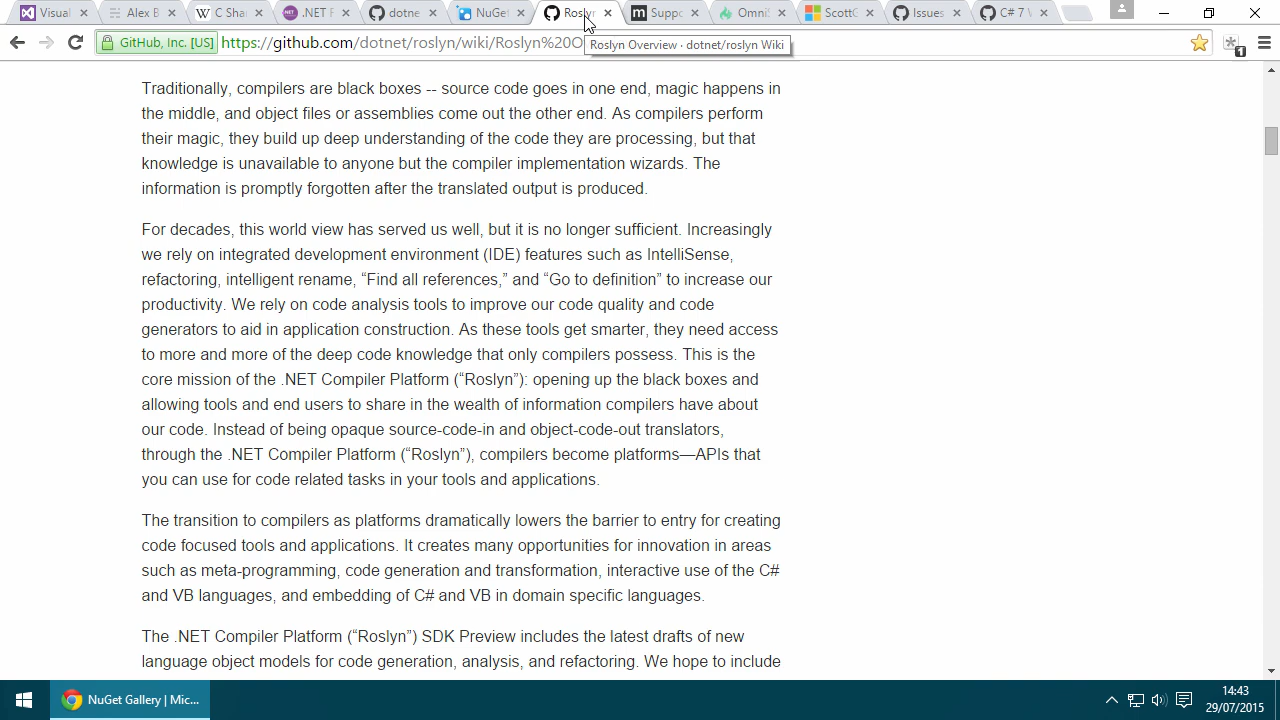 Visual
Alex B
C Sha
.NET F
dotne
NuGet
Roslyn
Suppo
OmniS
ScottG
Issues
C# 7 V
GitHub, Inc. [US]
https://github.com/dotnet/roslyn/wiki/Roslyn%20O
Roslyn Overview · dotnet/roslyn Wiki
1
Traditionally, compilers are black boxes -- source code goes in one end, magic happens in
the middle, and object files or assemblies come out the other end. As compilers perform
their magic, they build up deep understanding of the code they are processing, but that
knowledge is unavailable to anyone but the compiler implementation wizards. The
information is promptly forgotten after the translated output is produced.
For decades, this world view has served us well, but it is no longer sufficient. Increasingly
we rely on integrated development environment (IDE) features such as IntelliSense,
refactoring, intelligent rename, “Find all references,” and “Go to definition” to increase our
productivity. We rely on code analysis tools to improve our code quality and code
generators to aid in application construction. As these tools get smarter, they need access
to more and more of the deep code knowledge that only compilers possess. This is the
core mission of the .NET Compiler Platform (“Roslyn”): opening up the black boxes and
allowing tools and end users to share in the wealth of information compilers have about
our code. Instead of being opaque source-code-in and object-code-out translators,
through the .NET Compiler Platform (“Roslyn”), compilers become platforms—APIs that
you can use for code related tasks in your tools and applications.
The transition to compilers as platforms dramatically lowers the barrier to entry for creating
code focused tools and applications. It creates many opportunities for innovation in areas
such as meta-programming, code generation and transformation, interactive use of the C#
and VB languages, and embedding of C# and VB in domain specific languages.
The .NET Compiler Platform (“Roslyn”) SDK Preview includes the latest drafts of new
language object models for code generation, analysis, and refactoring. We hope to include
NuGet Gallery | Mic...
14:43
29/07/2015